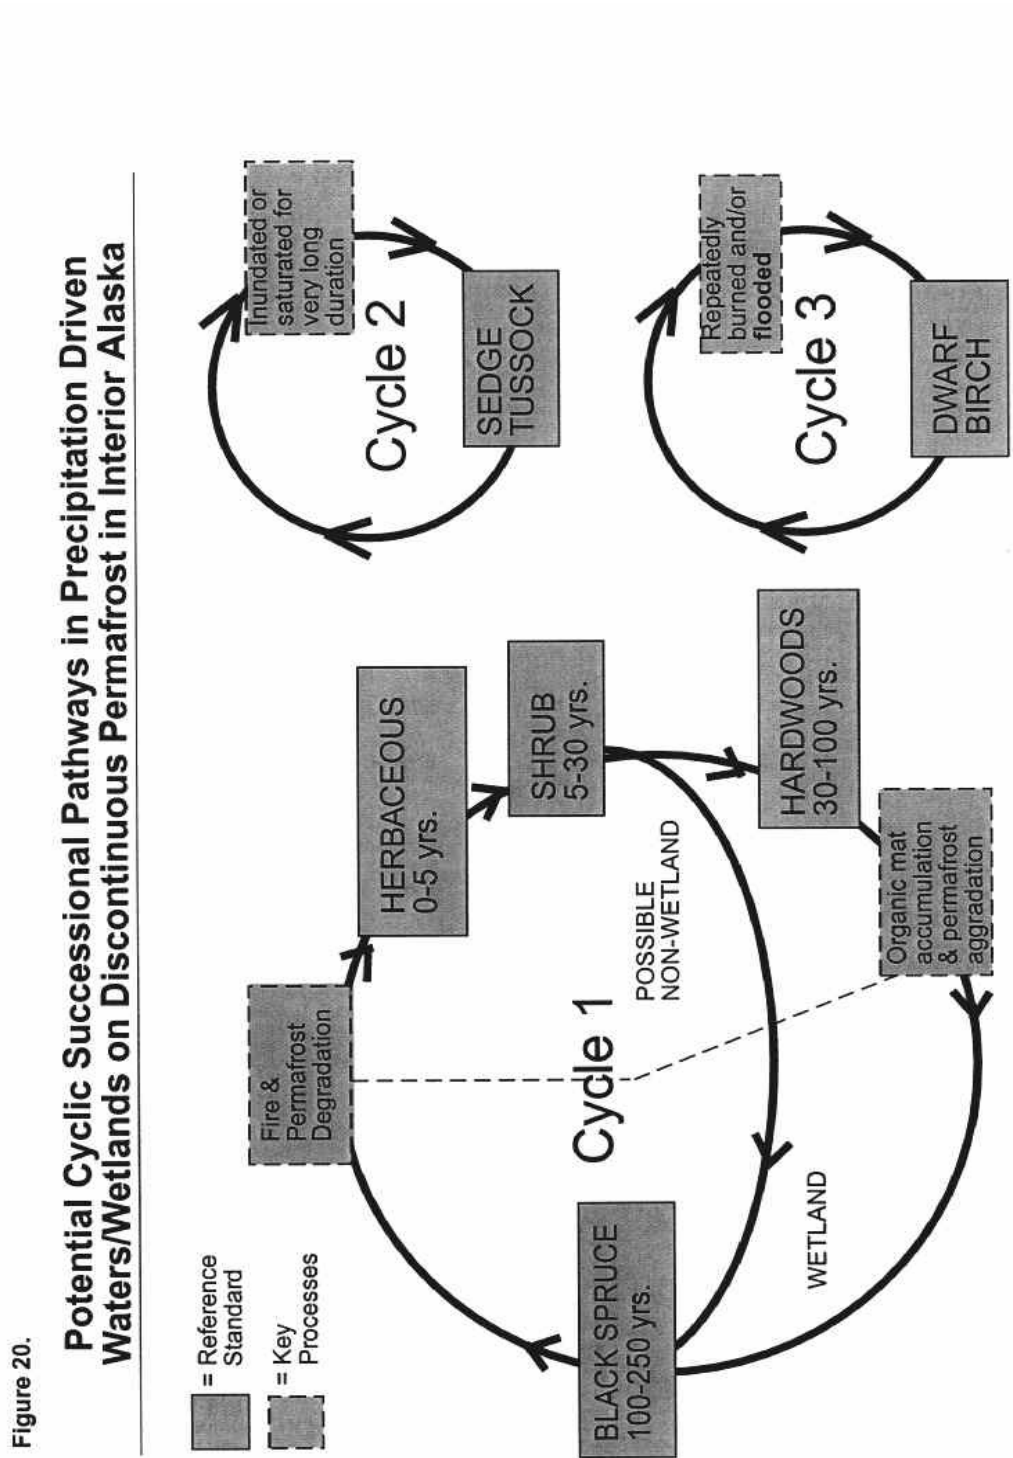 Figure 20.
Potential Cyclic Successional Pathways in Precipitation Driven
Waters/Wetlands on Discontinuous Permafrost in Interior Alaska
= Reference
Standard
= Key
Processes
Fire &
Permafrost
Degradation
HERBACEOUS
0-5 yrs.
SHRUB
5-30 yrs.
HARDWOODS
30-100 yrs.
Organic mat
accumulation
& permafrost
aggradation
BLACK SPRUCE
100-250 yrs.
Cycle 1
POSSIBLE
NON-WETLAND
WETLAND
Inundated or
saturated for
very long
duration
Cycle 2
SEDGE
TUSSOCK
Repeatedly
burned and/or
flooded
Cycle 3
DWARF
BIRCH